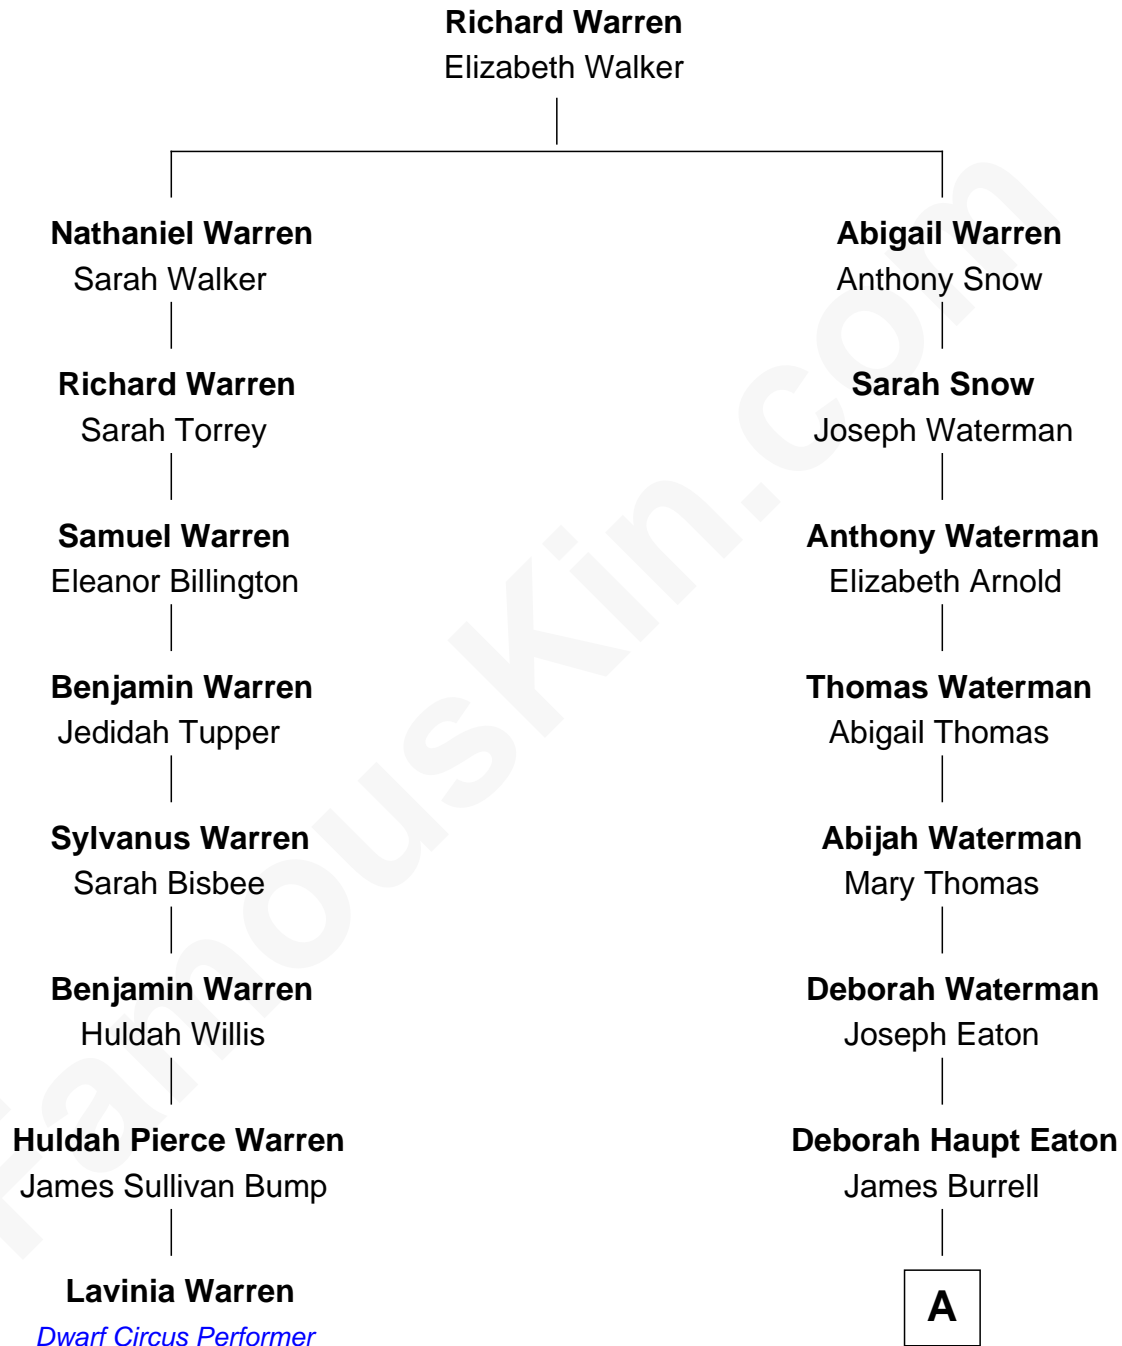 Richard Warren
Elizabeth Walker
Nathaniel Warren
Sarah Walker
Richard Warren
Sarah Torrey
Samuel Warren
Eleanor Billington
Benjamin Warren
Jedidah Tupper
Sylvanus Warren
Sarah Bisbee
Benjamin Warren
Huldah Willis
Huldah Pierce Warren
James Sullivan Bump
Lavinia Warren
Dwarf Circus Performer
Abigail Warren
Anthony Snow
Sarah Snow
Joseph Waterman
Anthony Waterman
Elizabeth Arnold
Thomas Waterman
Abigail Thomas
Abijah Waterman
Mary Thomas
Deborah Waterman
Joseph Eaton
Deborah Haupt Eaton
James Burrell
A
FamousKin.com